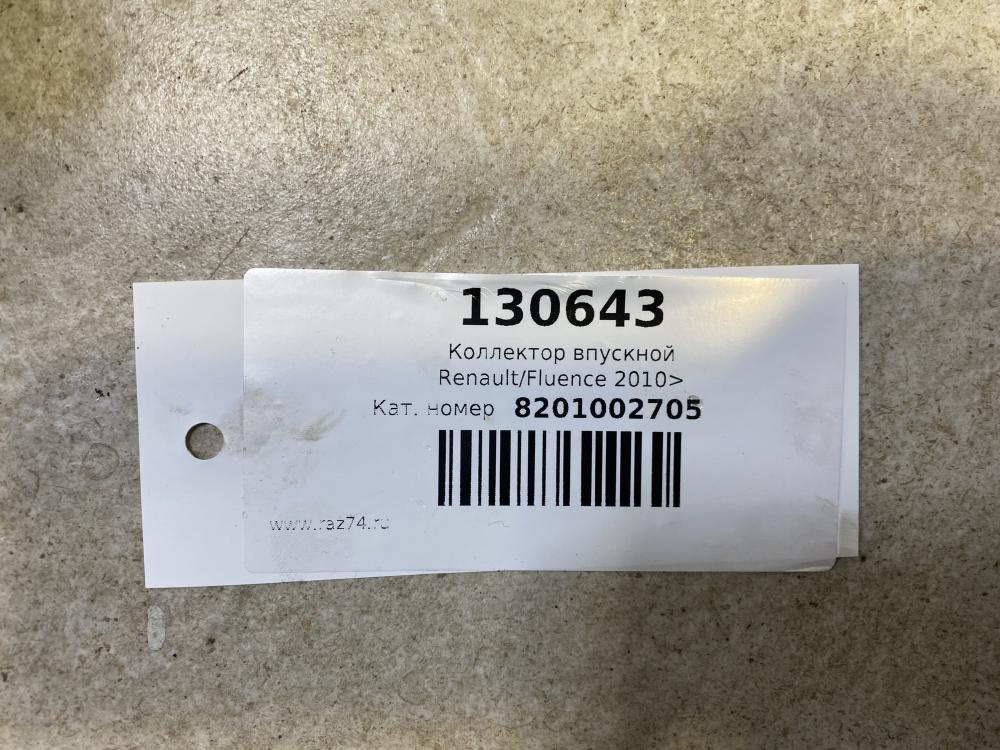 130643
Коллектор впускной
Renault/Fluence 2010>
Кат. номер 8201002705
www.raz74.ru